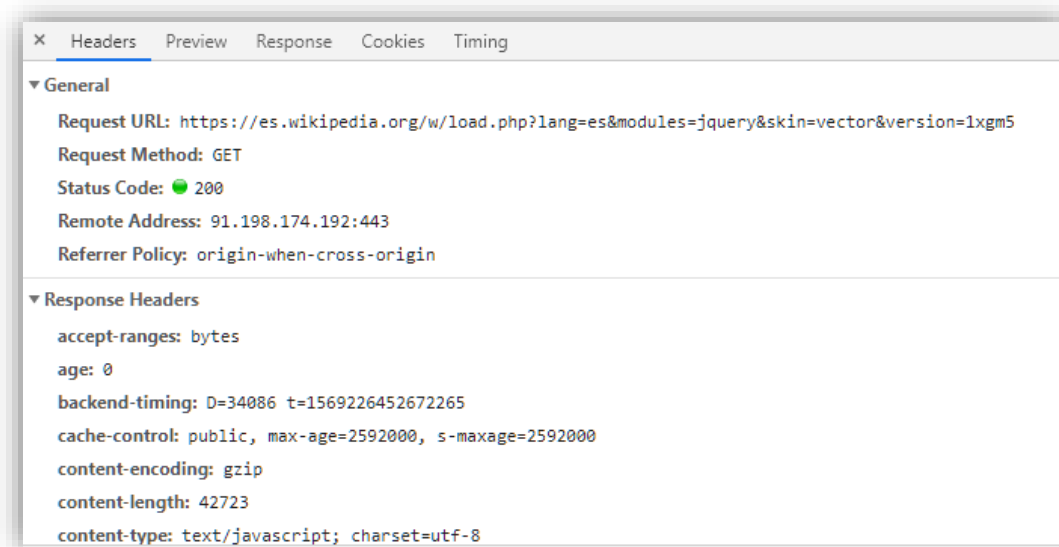 × Headers Preview Response Cookies Timing
▼ General
Request URL: https://es.wikipedia.org/w/load.php?lang=es&modules=jquery&skin=vector&version=1xgm5
Request Method: GET
Status Code: 200
Remote Address: 91.198.174.192:443
Referrer Policy: origin-when-cross-origin
▼ Response Headers
accept-ranges: bytes
age: 0
backend-timing: D=34086 t=1569226452672265
cache-control: public, max-age=2592000, s-maxage=2592000
content-encoding: gzip
content-length: 42723
content-type: text/javascript; charset=utf-8